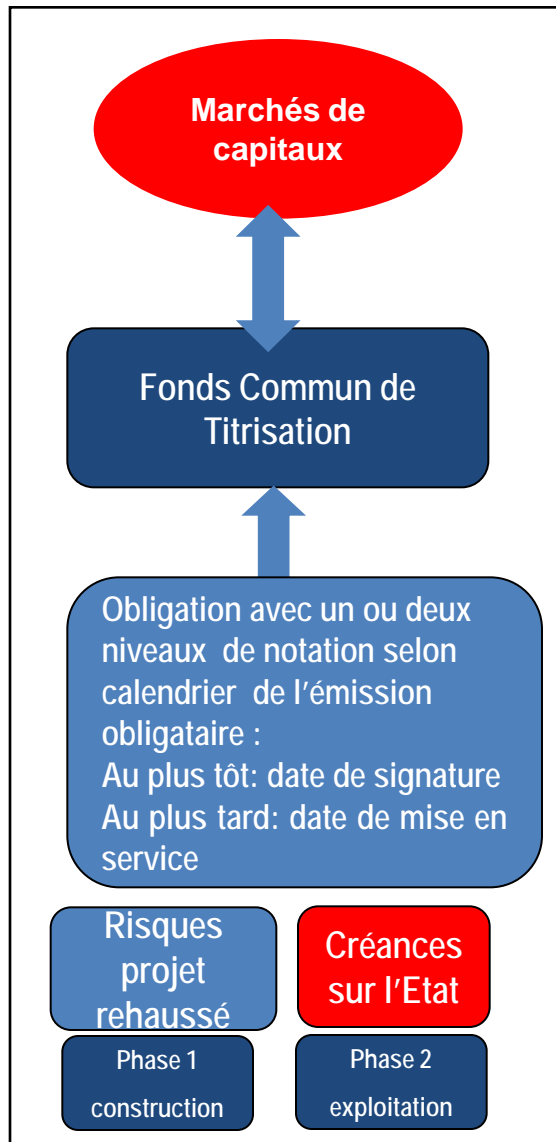 Marchés de
capitaux
Fonds Commun de
Titrisation
Obligation avec un ou deux
niveaux de notation selon
calendrier de l'émission
obligataire :
Au plus tôt: date de signature
Au plus tard: date de mise en
service
Risques
projet
rehaussé
Créances
sur l'Etat
Phase 1
construction
Phase 2
exploitation